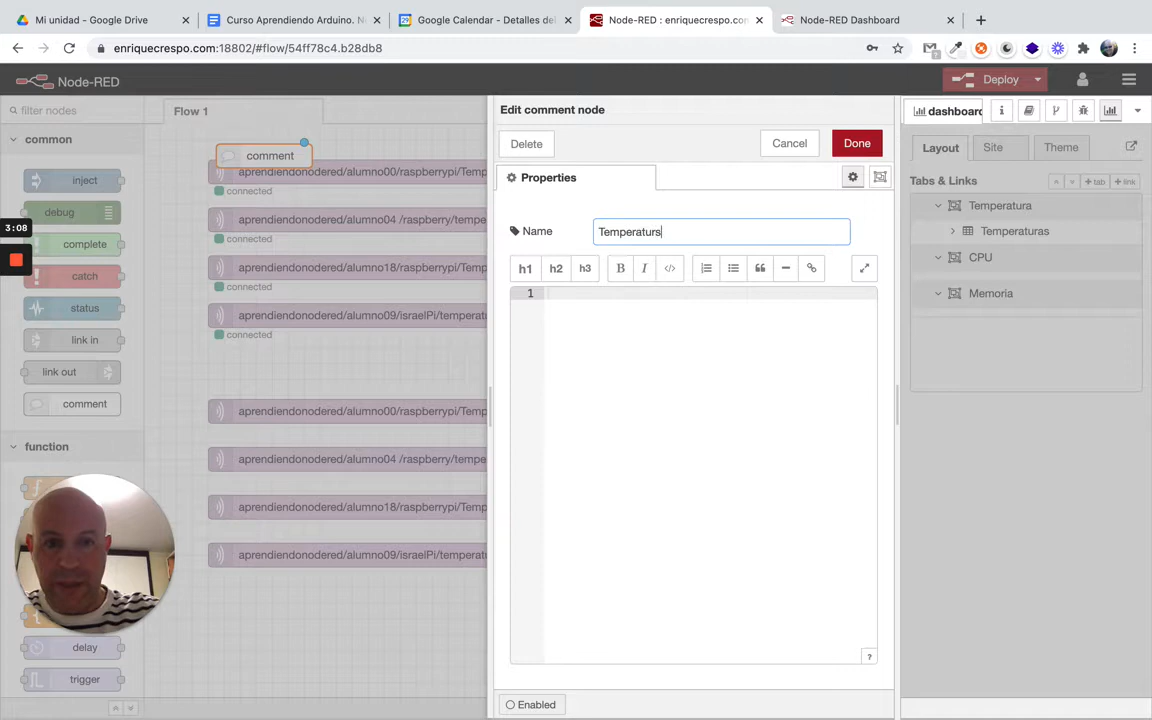 Mi unidad - Google Drive
Curso Aprendiendo Arduino. N
Google Calendar - Detalles de
Node-RED : enriquecrespo.con
Node-RED Dashboard
enriquecrespo.com:18802/#flow/54ff78c4.b28db8
Node-RED
Deploy
filter nodes
Flow 1
Edit comment node
dashboard
common
comment
Delete
Cancel
Done
Layout
Site
Theme
inject
aprendiendonodered/alumno00/raspberrypi/Temp
connected
Properties
Tabs & Links
tab
link
debug
aprendiendonodered/alumno04 /raspberry/tempe
connected
Name
Temperaturs
Temperatura
Temperaturas
3:08
complete
catch
aprendiendonodered/alumno18/raspberrypi/Temp
connected
h1
h2
h3
B
I
</>
CPU
status
aprendiendonodered/israelPi/temperatu
connected
1
Memoria
link in
link out
comment
aprendiendonodered/alumno00/raspberrypi/Temp
function
aprendiendonodered/alumno04 /raspberry/tempe
aprendiendonodered/alumno18/raspberrypi/Temp
aprendiendonodered/alumno09/israelPi/temperatu
delay
?
trigger
Enabled